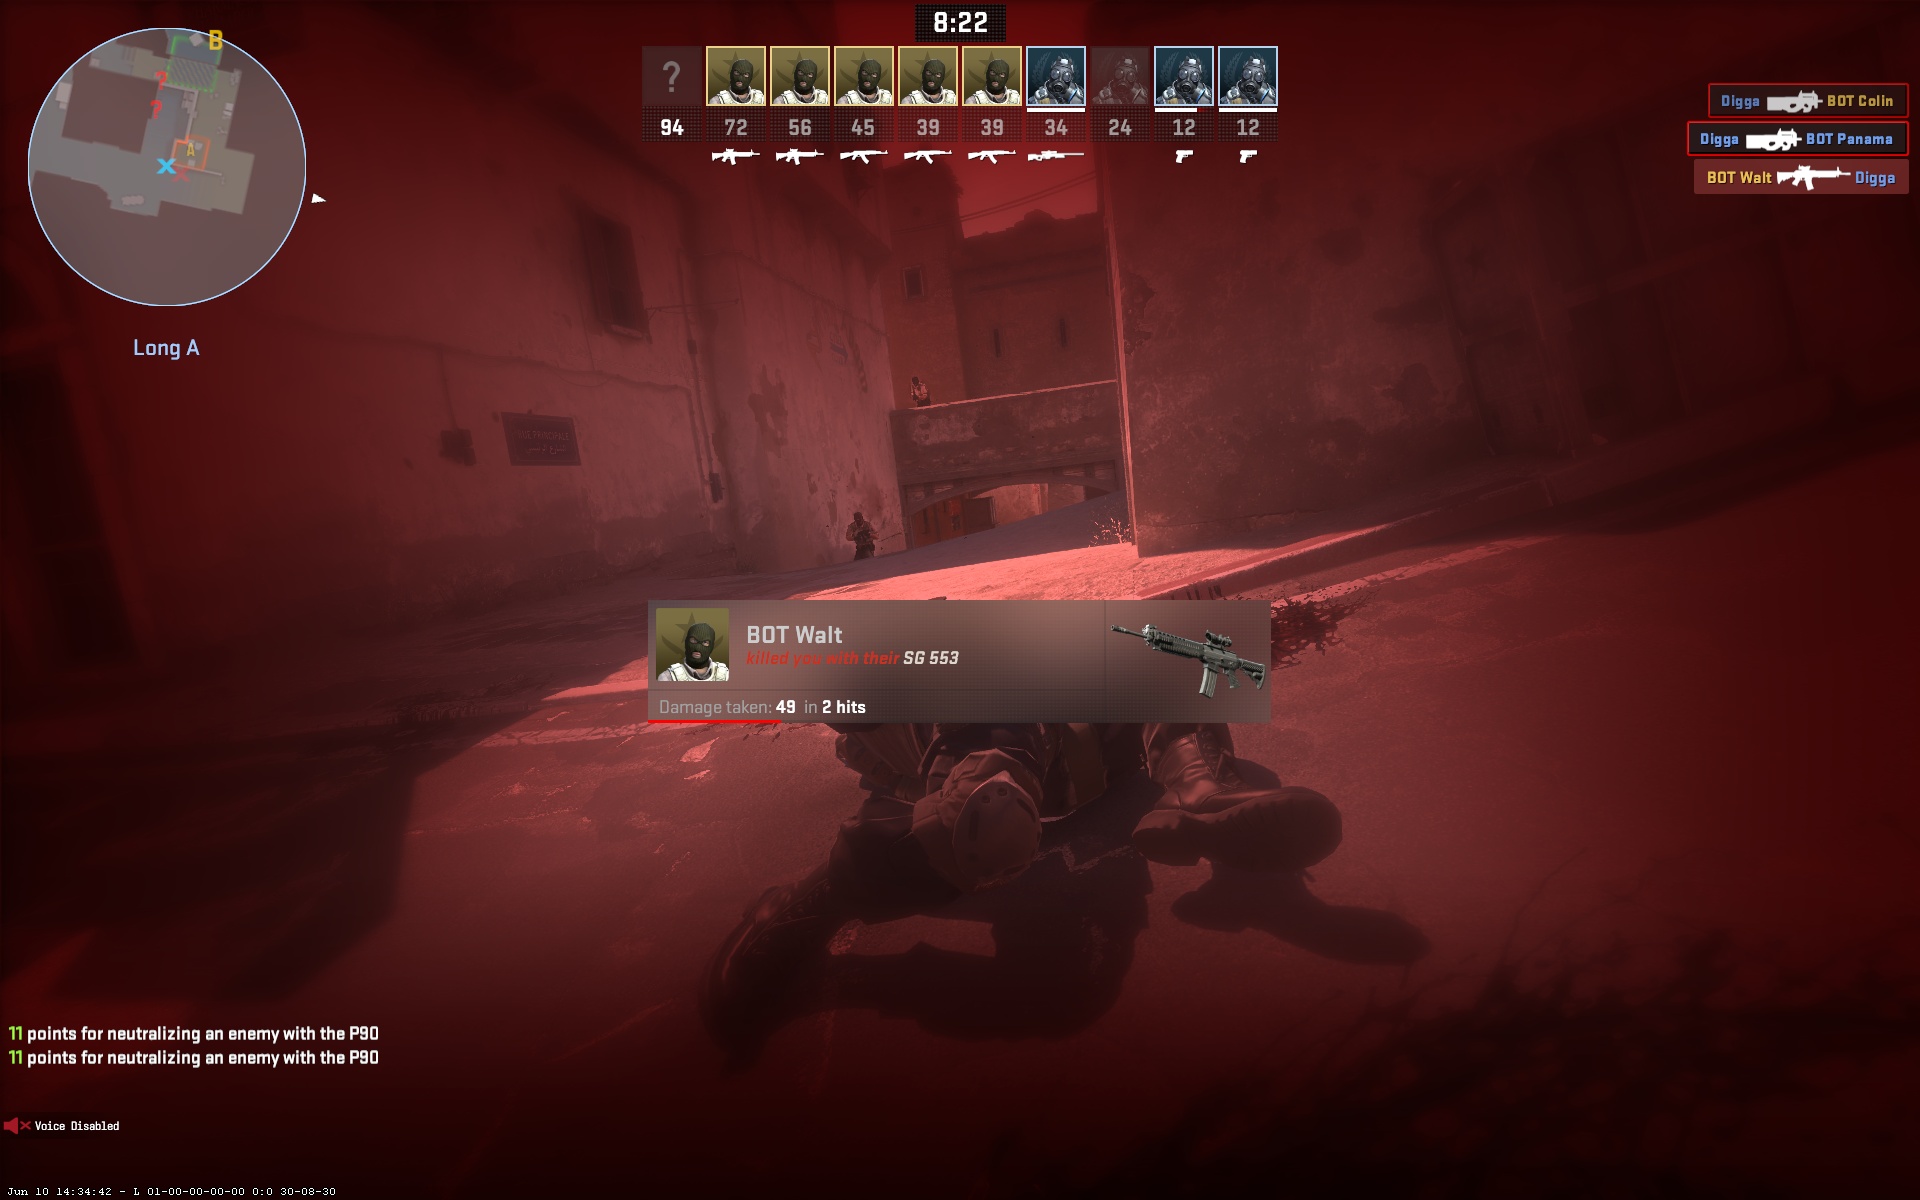 8:22
B
?
94 72 56 45 39 39 34 24 12 12
Digga BOT Colin
Digga BOT Panama
BOT Walt Digga
?
?
A
Long A
BOT Walt
killed you with their SG 553
Damage taken: 49 in 2 hits
11 points for neutralizing an enemy with the P90
11 points for neutralizing an enemy with the P90
Voice Disabled
Jun 10 14:34:42 - L 01-00-00-00-00 0:0 30-08-30